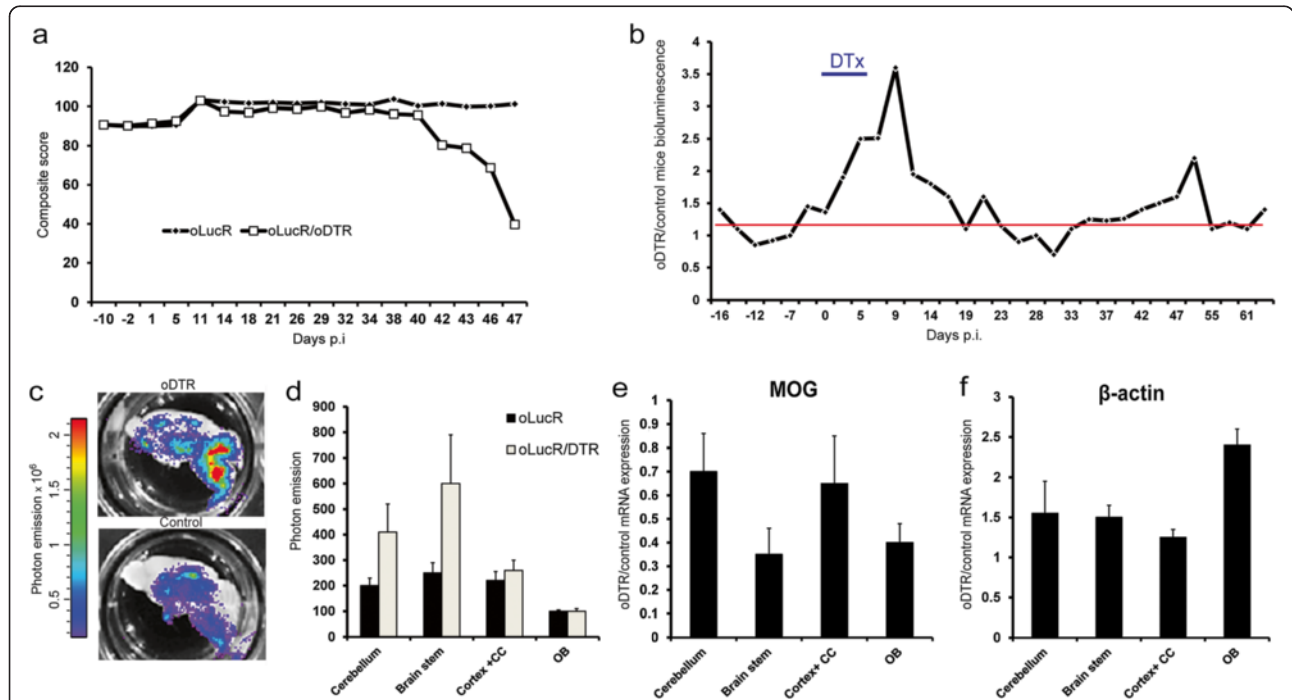 a
120
100
80
60
40
20
0
Composite score
oLucR
oLucR/oDTR
-10 -2 1 5 11 14 18 21 26 29 32 34 38 40 42 43 46 47
Days p.i
b
DTx
4
3.5
3
2.5
2
1.5
1
0.5
0
oDTR/control mice bioluminescence
-16 -12 -7 0 5 9 14 19 23 28 33 37 42 47 55 61
Days p.i.
c
oDTR
Control
Photon emission x 10⁶
2
1.5
1
0.5
d
900
800
700
600
500
400
300
200
100
0
Photon emission
oLucR
oLucR/DTR
Cerebellum
Brain stem
Cortex +CC
OB
e
MOG
1
0.9
0.8
0.7
0.6
0.5
0.4
0.3
0.2
0.1
0
oDTR/control mRNA expression
Cerebellum
Brain stem
Cortex+ CC
OB
f
β-actin
3
2.5
2
1.5
1
0.5
0
oDTR/control mRNA expression
Cerebellum
Brain stem
Cortex+ CC
OB